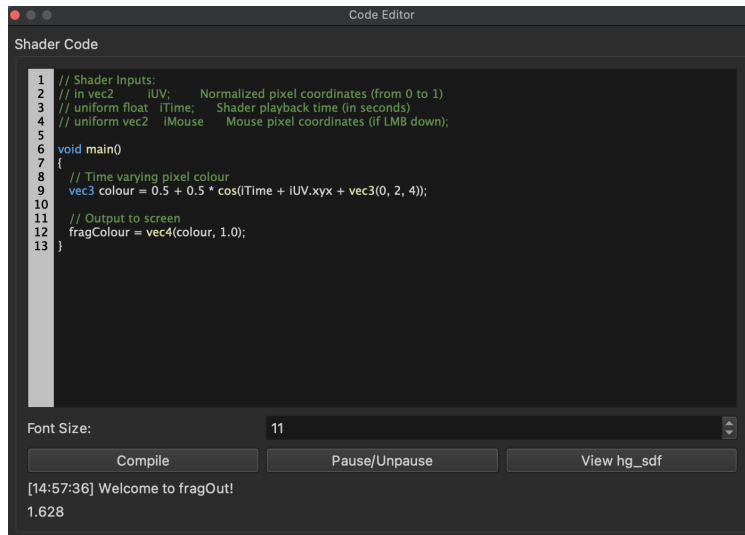 Code Editor
Shader Code
1 // Shader Inputs:
2 // in vec2 iUV; Normalized pixel coordinates (from 0 to 1)
3 // uniform float iTime; Shader playback time (in seconds)
4 // uniform vec2 iMouse Mouse pixel coordinates (if LMB down);
5
6 void main()
7 {
8 // Time varying pixel colour
9 vec3 colour = 0.5 + 0.5 * cos(iTime + iUV.xyx + vec3(0, 2, 4));
10
11 // Output to screen
12 fragColour = vec4(colour, 1.0);
13 }
Font Size: 11
Compile Pause/Unpause View hg_sdf
[14:57:36] Welcome to fragOut!
1.628